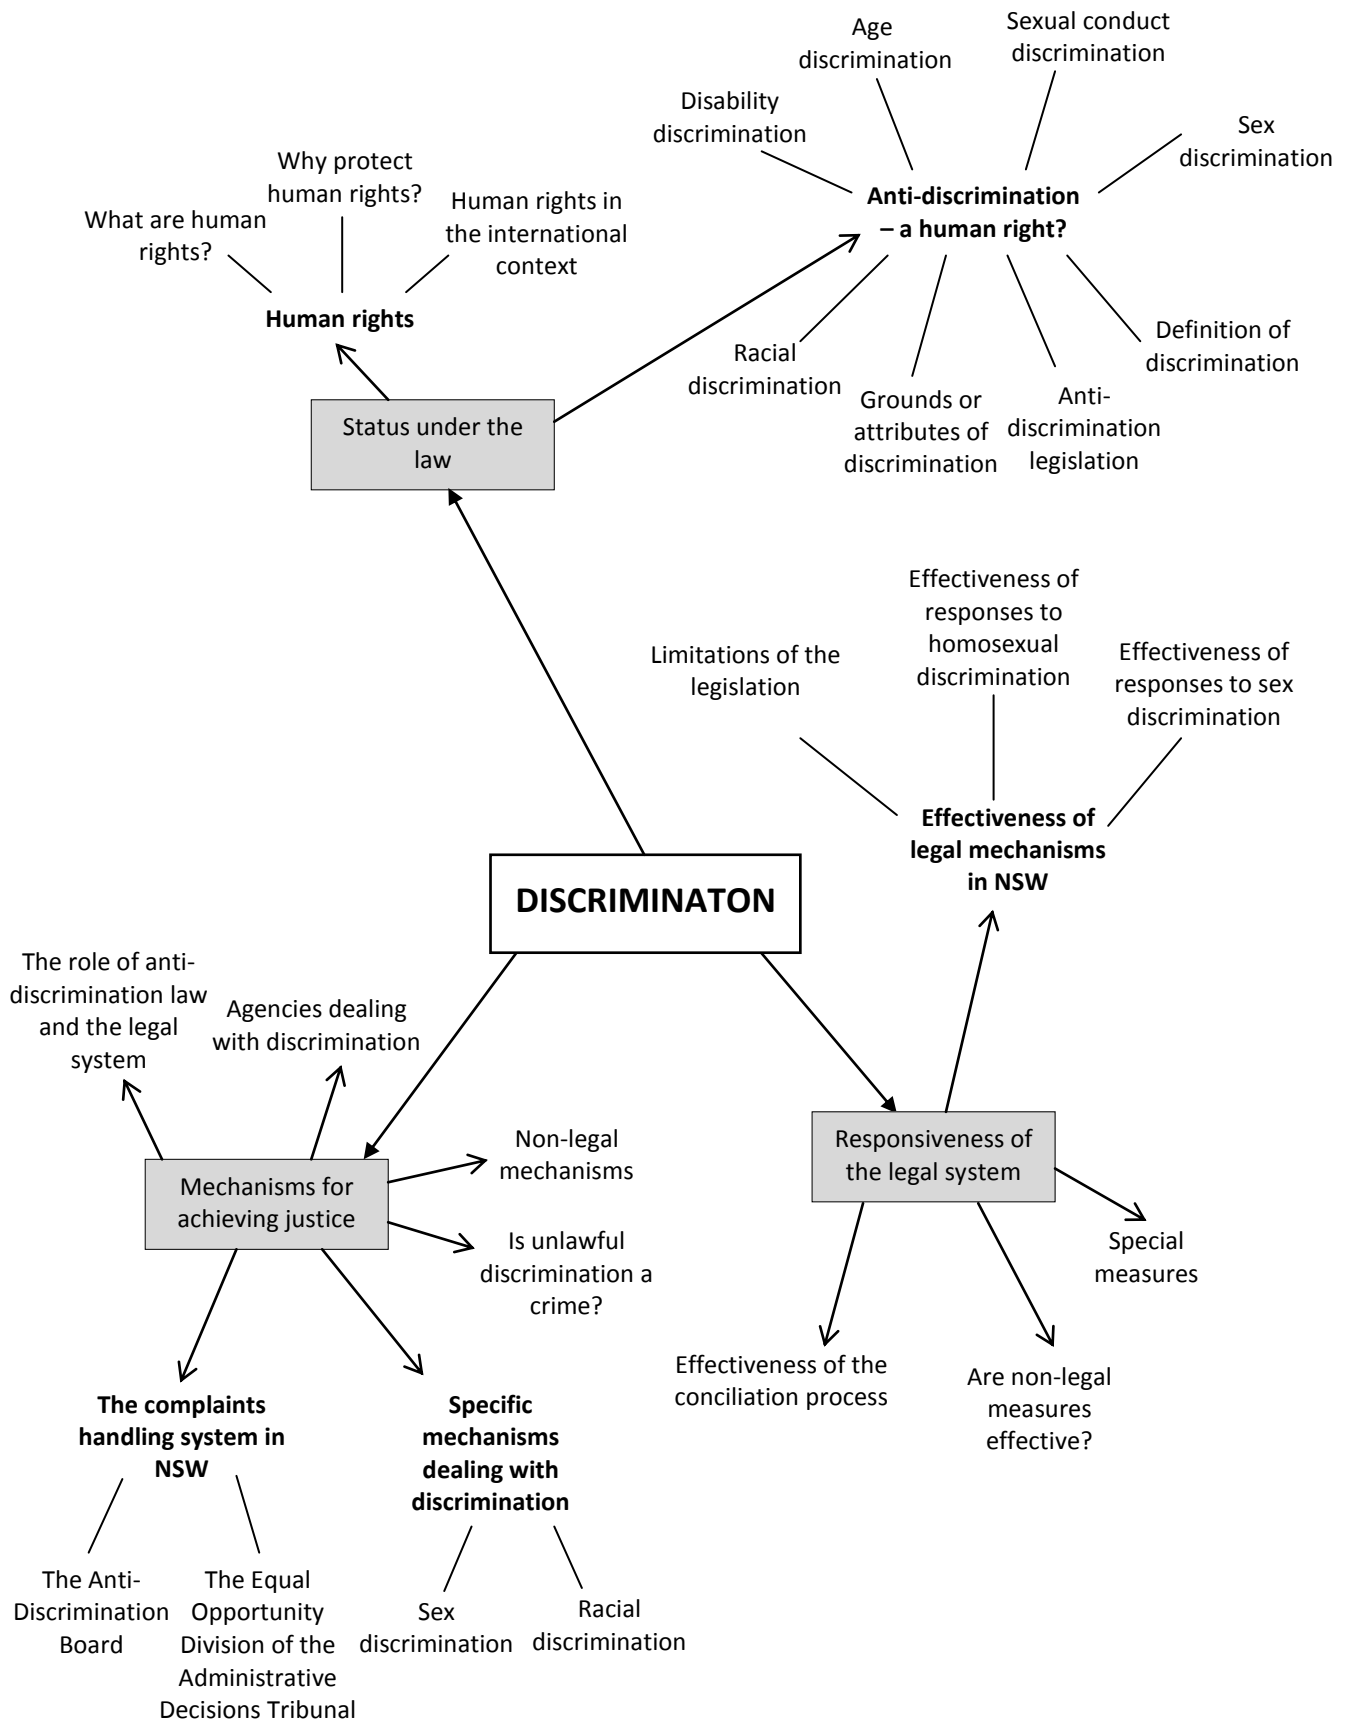 Age
discrimination
Sexual conduct
discrimination
Disability
discrimination
Sex
discrimination
Anti-discrimination
– a human right?
Why protect
human rights?
What are human
rights?
Human rights in
the international
context
Human rights
Racial
discrimination
Grounds or
attributes of
discrimination
Anti-
discrimination
legislation
Definition of
discrimination
Status under the
law
Limitations of the
legislation
Effectiveness of
responses to
homosexual
discrimination
Effectiveness of
responses to sex
discrimination
Effectiveness of
legal mechanisms
in NSW
DISCRIMINATON
The role of anti-
discrimination law
and the legal
system
Agencies dealing
with discrimination
Non-legal
mechanisms
Mechanisms for
achieving justice
Is unlawful
discrimination a
crime?
Responsiveness of
the legal system
Special
measures
Effectiveness of the
conciliation process
Are non-legal
measures
effective?
The complaints
handling system in
NSW
Specific
mechanisms
dealing with
discrimination
The Anti-
Discrimination
Board
The Equal
Opportunity
Division of the
Administrative
Decisions Tribunal
Sex
discrimination
Racial
discrimination